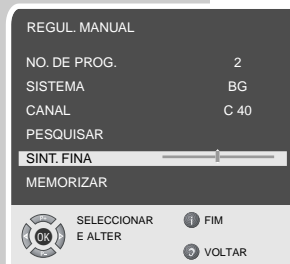 REGUL. MANUAL
NO. DE PROG. 2
SISTEMA BG
CANAL C 40
PESQUISAR
SINT. FINA
MEMORIZAR
SELECCIONAR
E ALTER
FIM
VOLTAR
OK